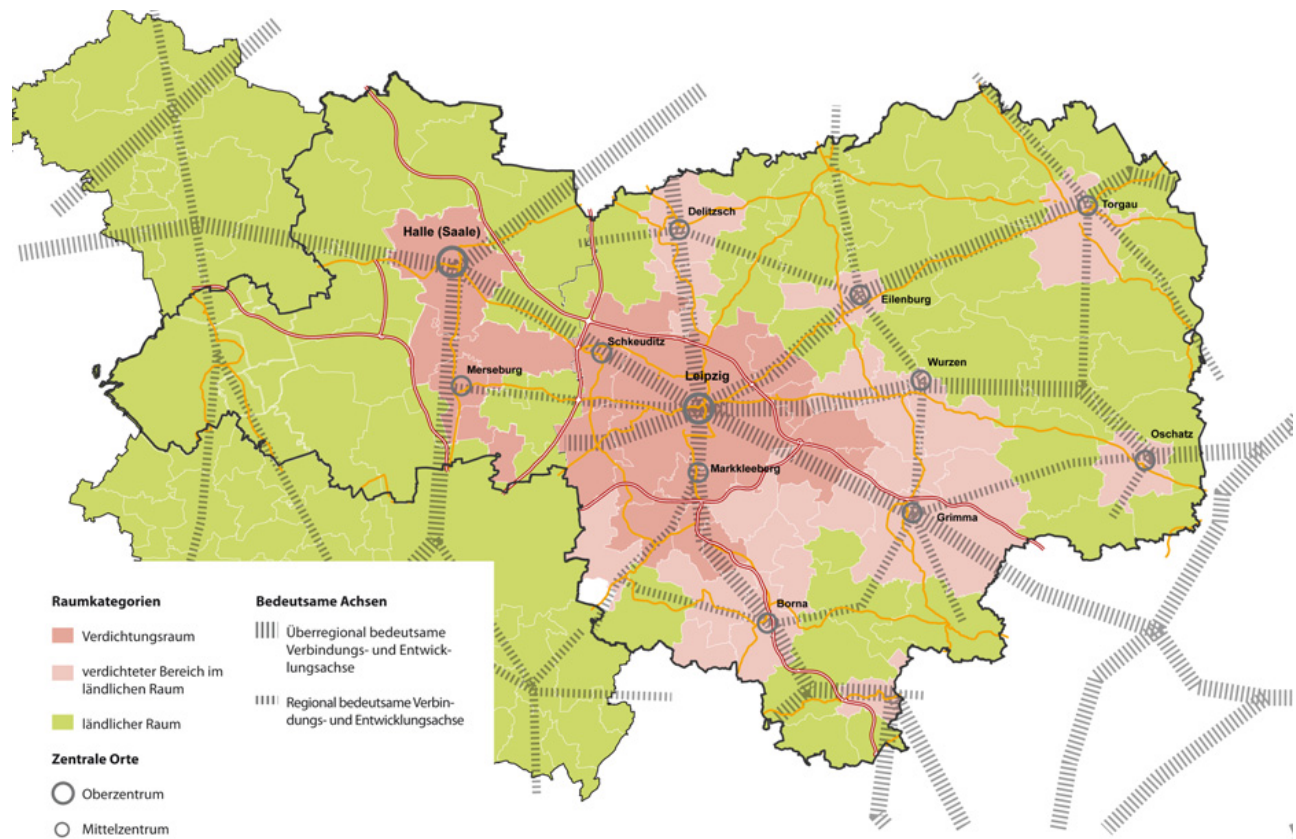 Delitzsch
Torgau
Halle (Saale)
Eilenburg
Schkeuditz
Wurzen
Merseburg
Leipzig
Oschatz
Markkleeberg
Grimma
Borna
Raumkategorien
Verdichtungsraum
verdichteter Bereich im
ländlichen Raum
ländlicher Raum
Zentrale Orte
Oberzentrum
Mittelzentrum
Bedeutsame Achsen
Überregional bedeutsame
Verbindungs- und Entwick-
lungsachse
Regional bedeutsame Verbin-
dungs- und Entwicklungsachse